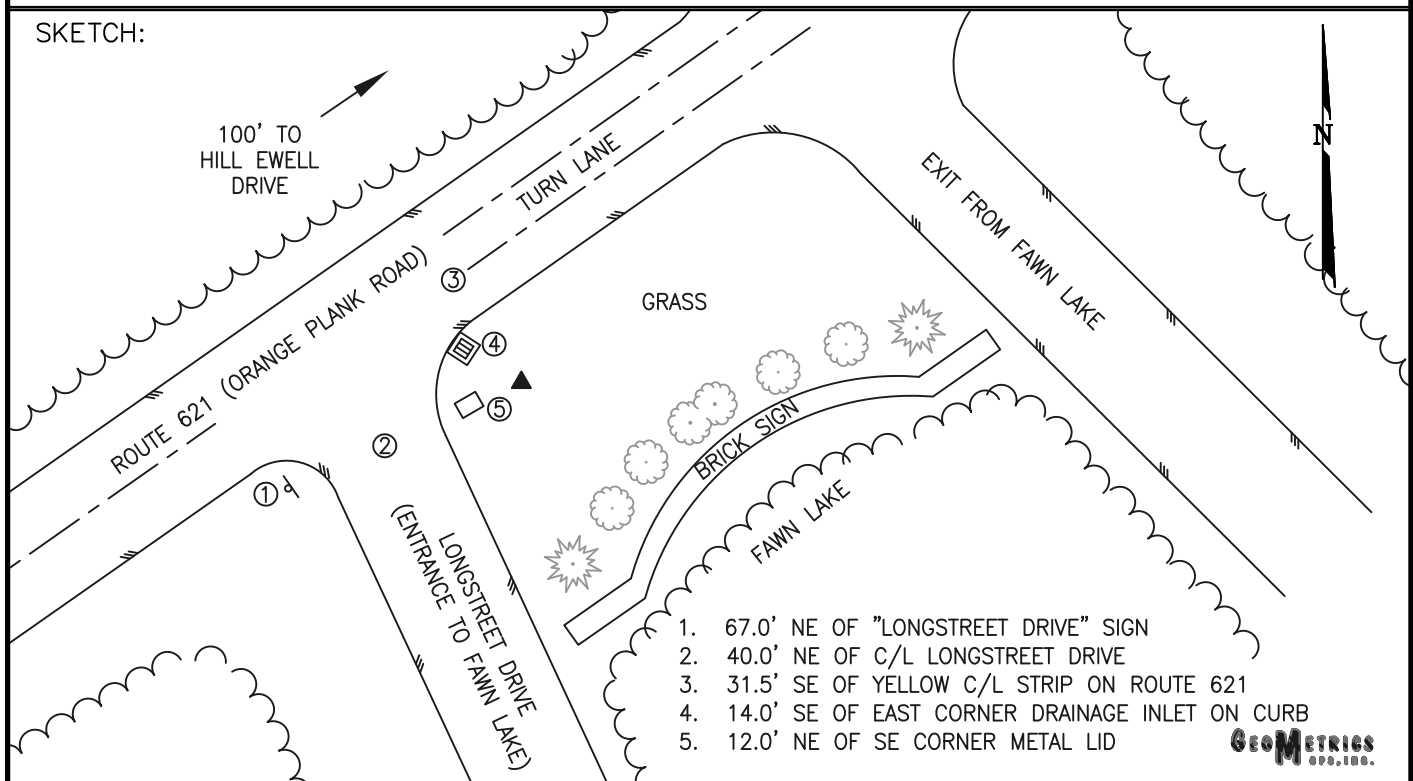 SKETCH:
100' TO
HILL EWELL
DRIVE
N
TURN LANE
EXIT FROM FAWN LAKE
ROUTE 621 (ORANGE PLANK ROAD)
3
GRASS
4
5
2
1
BRICK SIGN
FAWN LAKE
LONGSTREET DRIVE
(ENTRANCE TO FAWN LAKE)
1. 67.0' NE OF "LONGSTREET DRIVE" SIGN
2. 40.0' NE OF C/L LONGSTREET DRIVE
3. 31.5' SE OF YELLOW C/L STRIP ON ROUTE 621
4. 14.0' SE OF EAST CORNER DRAINAGE INLET ON CURB
5. 12.0' NE OF SE CORNER METAL LID
GEOMETRICS
GPS, INC.